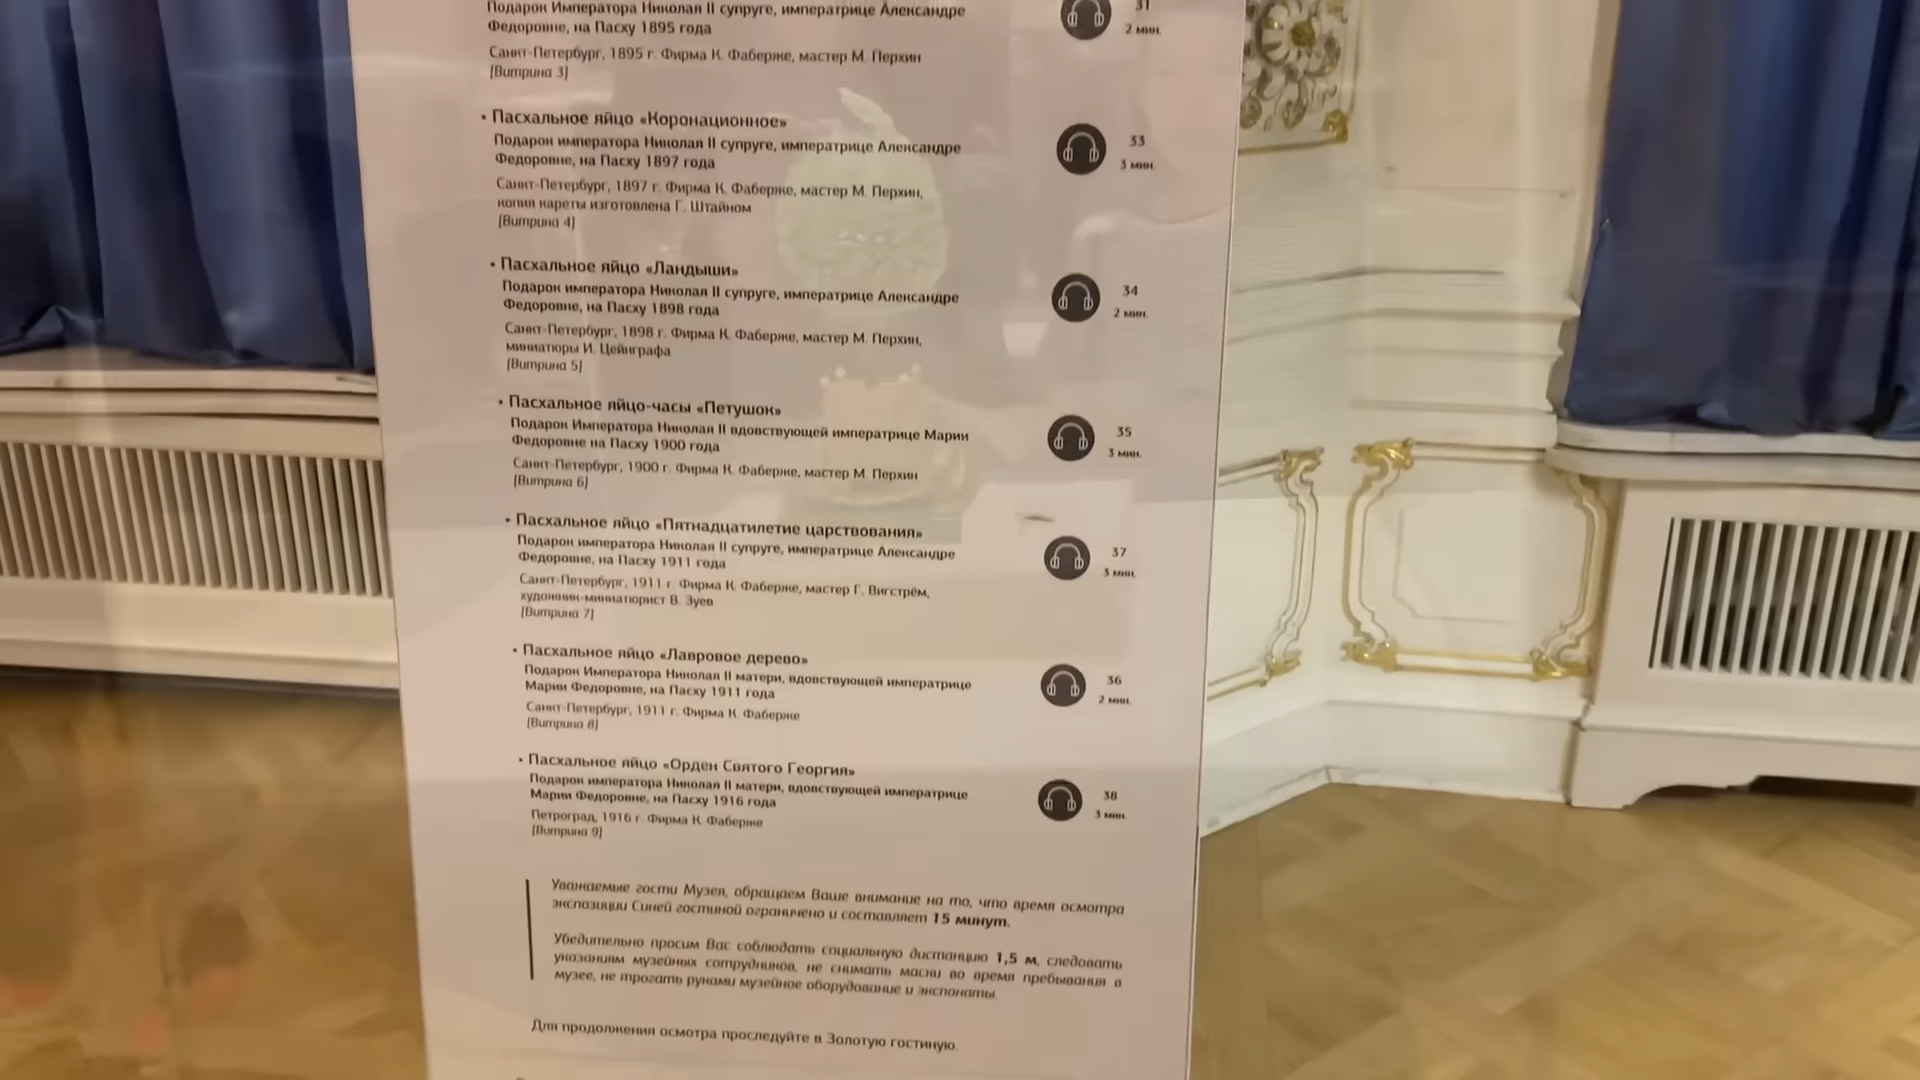 Подарок Императора Николая II супруге, императрице Александре
Федоровне, на Пасху 1895 года
31
2 мин.
Санкт-Петербург, 1895 г. Фирма К. Фаберже, мастер М. Перхин
[Витрина 3]
• Пасхальное яйцо «Коронационное»
Подарок императора Николая II супруге, императрице Александре
Федоровне, на Пасху 1897 года
33
3 мин.
Санкт-Петербург, 1897 г. Фирма К. Фаберже, мастер М. Перхин,
копия кареты изготовлена Г. Штайном
[Витрина 4]
• Пасхальное яйцо «Ландыши»
Подарок императора Николая II супруге, императрице Александре
Федоровне, на Пасху 1898 года
34
2 мин.
Санкт-Петербург, 1898 г. Фирма К. Фаберже, мастер М. Перхин,
миниатюры И. Цейнграфа
[Витрина 5]
• Пасхальное яйцо-часы «Петушок»
Подарок Императора Николая II вдовствующей императрице Марии
Федоровне на Пасху 1900 года
35
3 мин.
Санкт-Петербург, 1900 г. Фирма К. Фаберже, мастер М. Перхин
[Витрина 6]
• Пасхальное яйцо «Пятнадцатилетие царствования»
Подарок императора Николая II супруге, императрице Александре
Федоровне, на Пасху 1911 года
37
3 мин.
Санкт-Петербург, 1911 г. Фирма К. Фаберже, мастер Г. Вигстрём,
художник-миниатюрист В. Зуев
[Витрина 7]
• Пасхальное яйцо «Лавровое дерево»
Подарок Императора Николая II матери, вдовствующей императрице
Марии Федоровне, на Пасху 1911 года
36
2 мин.
Санкт-Петербург, 1911 г. Фирма К. Фаберже
[Витрина 8]
• Пасхальное яйцо «Орден Святого Георгия»
Подарок императора Николая II матери, вдовствующей императрице
Марии Федоровне, на Пасху 1916 года
38
3 мин.
Петроград, 1916 г. Фирма К. Фаберже
[Витрина 9]
Уважаемые гости Музея, обращаем Ваше внимание на то, что время осмотра
экспозиции Синей гостиной ограничено и составляет 15 минут.
Убедительно просим Вас соблюдать социальную дистанцию 1,5 м, следовать
указаниям музейных сотрудников, не снимать маски во время пребывания в
музее, не трогать руками музейное оборудование и экспонаты.
Для продолжения осмотра проследуйте в Золотую гостиную.